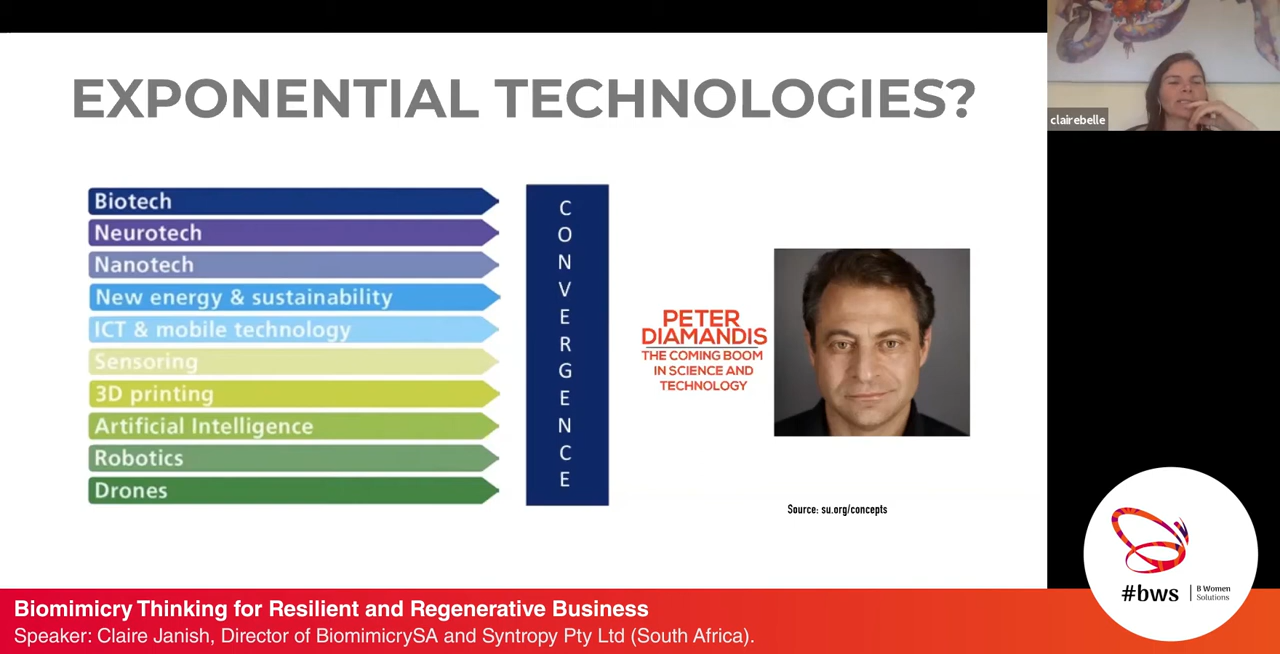 EXPONENTIAL TECHNOLOGIES?
clairebelle
Biotech
Neurotech
Nanotech
New energy & sustainability
ICT & mobile technology
Sensoring
3D printing
Artificial Intelligence
Robotics
Drones
CONVERGENCE
PETER
DIAMANDIS
THE COMING BOOM
IN SCIENCE AND
TECHNOLOGY
Source: su.org/concepts
#bws
B Women
Solutions
Biomimicry Thinking for Resilient and Regenerative Business
Speaker: Claire Janish, Director of BiomimicrySA and Syntropy Pty Ltd (South Africa).